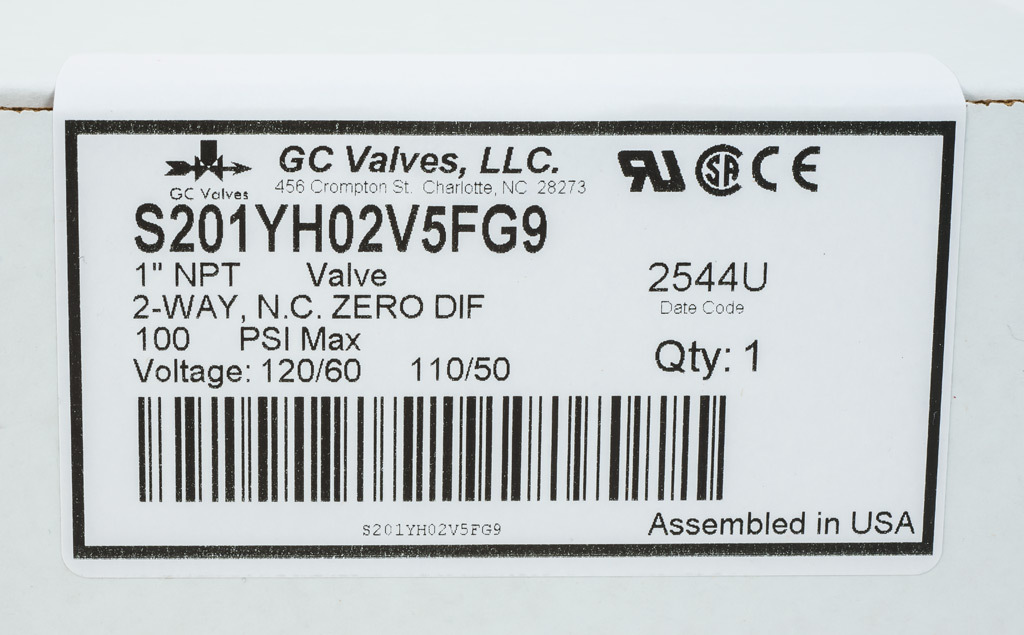 GC Valves
GC Valves, LLC.
456 Crompton St. Charlotte, NC 28273
S201YH02V5FG9
1" NPT Valve
2-WAY, N.C. ZERO DIF
100 PSI Max
Voltage: 120/60 110/50
2544U
Date Code
Qty: 1
S201YH02V5FG9
Assembled in USA